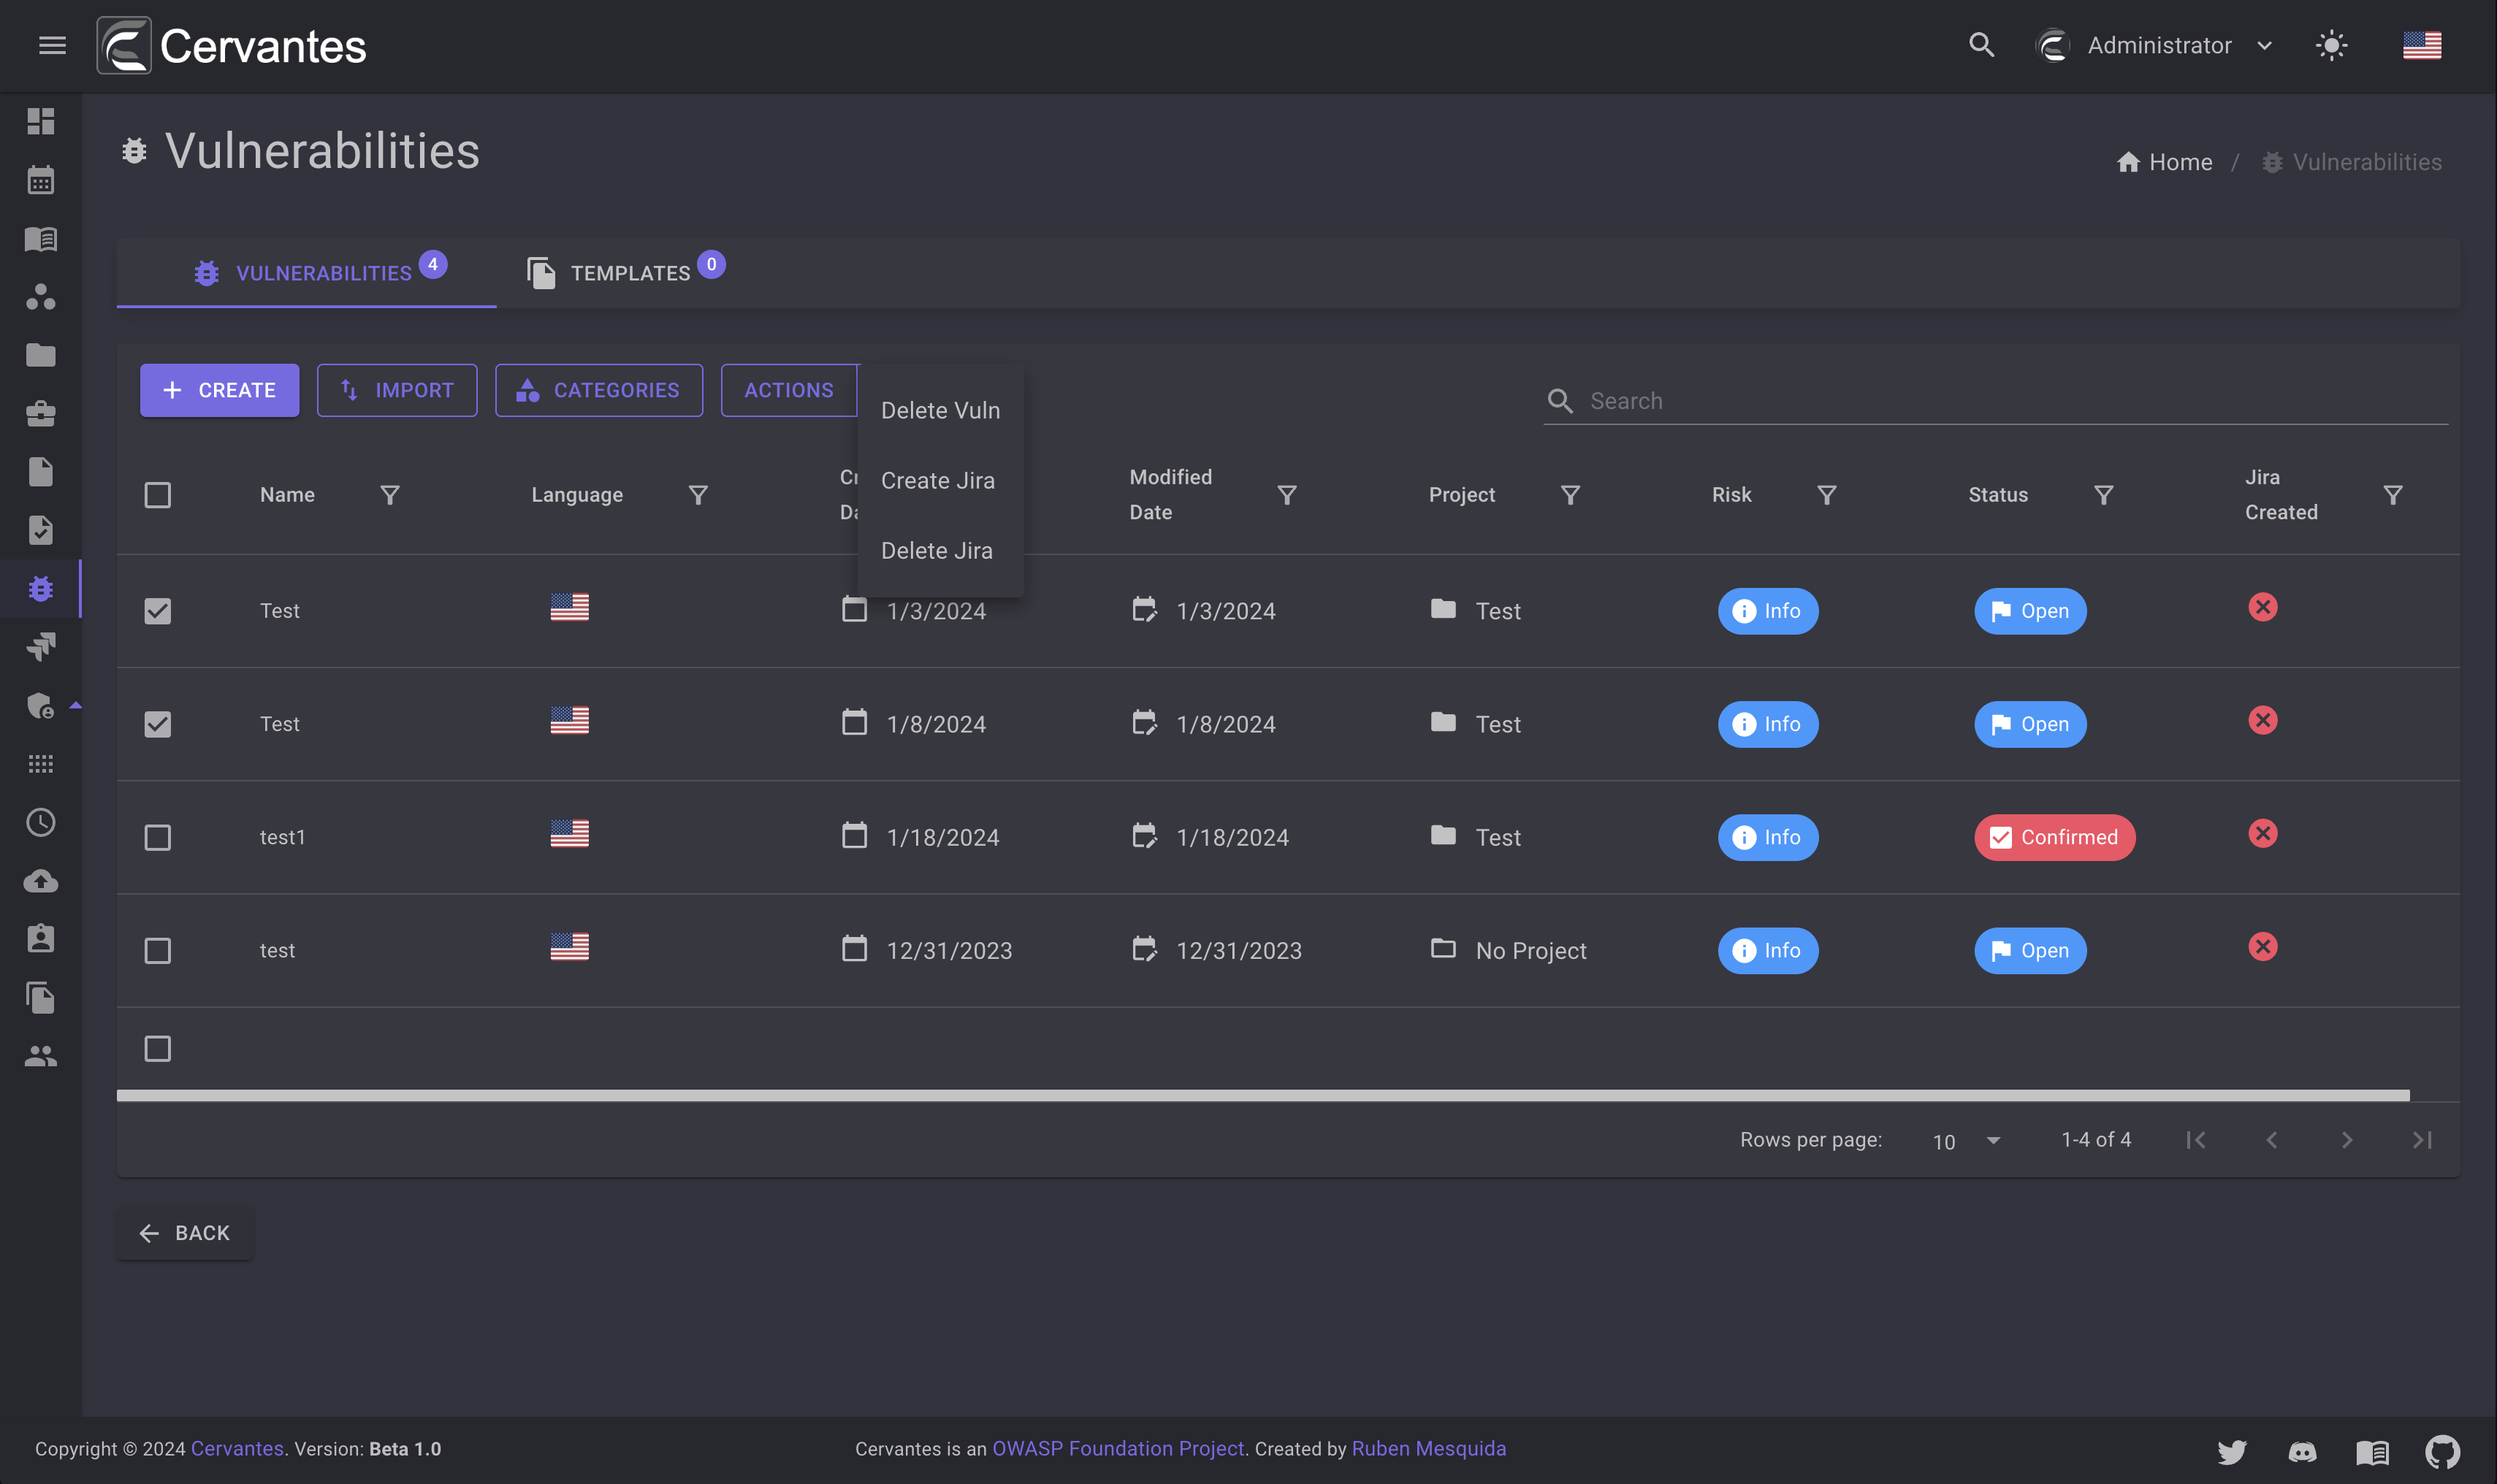 Cervantes
Administrator
Vulnerabilities
Home / Vulnerabilities
VULNERABILITIES 4
TEMPLATES 0
CREATE
IMPORT
CATEGORIES
ACTIONS
Delete Vuln
Create Jira
Delete Jira
Search
Name
Language
Modified
Date
Project
Risk
Status
Jira
Created
Test 1/3/2024 1/3/2024 Test Info Open
Test 1/8/2024 1/8/2024 Test Info Open
test1 1/18/2024 1/18/2024 Test Info Confirmed
test 12/31/2023 12/31/2023 No Project Info Open
Rows per page: 10 1-4 of 4
BACK
Copyright © 2024 Cervantes. Version: Beta 1.0
Cervantes is an OWASP Foundation Project. Created by Ruben Mesquida